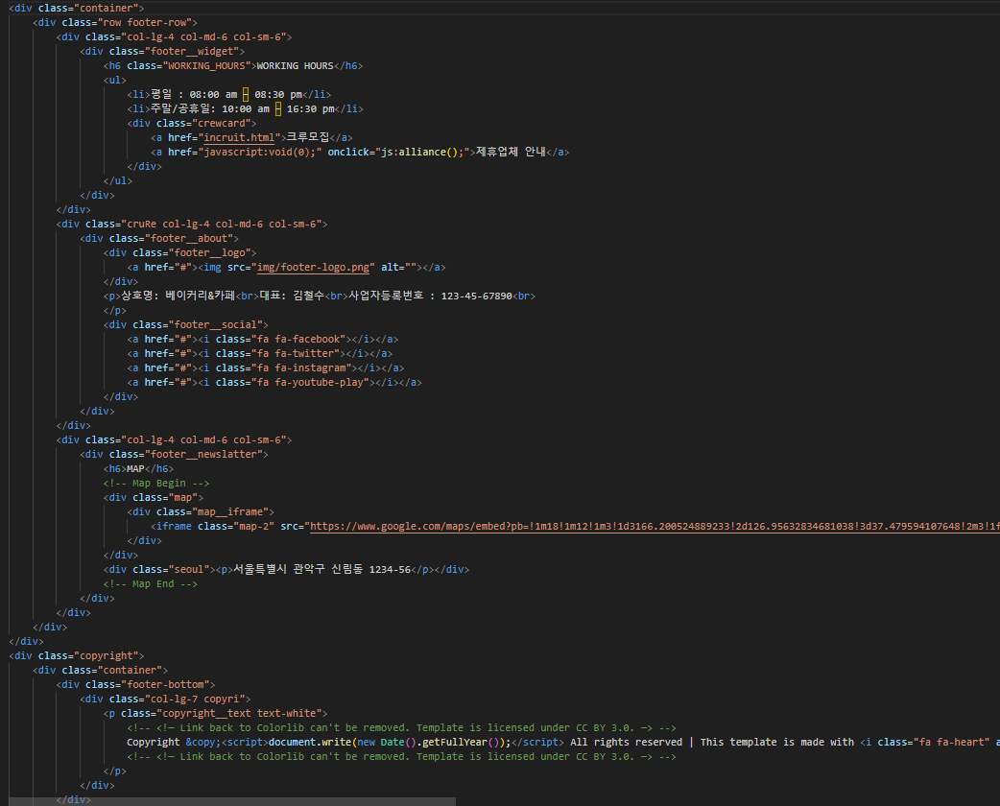 <div class="container">
<div class="row footer-row">
<div class="col-lg-4 col-md-6 col-sm-6">
<div class="footer__widget">
<h6 class="WORKING_HOURS">WORKING HOURS</h6>
<ul>
<li>평일 : 08:00 am – 08:30 pm</li>
<li>주말/공휴일: 10:00 am – 16:30 pm</li>
<div class="crewcard">
<a href="incruit.html">크루모집</a>
<a href="javascript:void(0);" onclick="js:alliance();">제휴업체 안내</a>
</div>
</ul>
</div>
</div>
<div class="cruRe col-lg-4 col-md-6 col-sm-6">
<div class="footer__about">
<div class="footer__logo">
<a href="#"><img src="img/footer-logo.png" alt=""></a>
</div>
<p>상호명: 베이커리&카페<br>대표: 김철수<br>사업자등록번호 : 123-45-67890<br>
</p>
<div class="footer__social">
<a href="#"><i class="fa fa-facebook"></i></a>
<a href="#"><i class="fa fa-twitter"></i></a>
<a href="#"><i class="fa fa-instagram"></i></a>
<a href="#"><i class="fa fa-youtube-play"></i></a>
</div>
</div>
</div>
<div class="col-lg-4 col-md-6 col-sm-6">
<div class="footer__newslatter">
<h6>MAP</h6>
<!-- Map Begin -->
<div class="map">
<div class="map__iframe">
<iframe class="map-2" src="https://www.google.com/maps/embed?pb=!1m18!1m12!1m3!1d3166.200524889233!2d126.95632834681038!3d37.479594107648!2m3!1f
</div>
</div>
<div class="seoul"><p>서울특별시 관악구 신림동 1234-56</p></div>
<!-- Map End -->
</div>
</div>
</div>
</div>
<div class="copyright">
<div class="container">
<div class="footer-bottom">
<div class="col-lg-7 copyri">
<p class="copyright__text text-white">
<!-- <!— Link back to Colorlib can't be removed. Template is licensed under CC BY 3.0. —> -->
Copyright &copy;<script>document.write(new Date().getFullYear());</script> All rights reserved | This template is made with <i class="fa fa-heart" a
<!-- <!— Link back to Colorlib can't be removed. Template is licensed under CC BY 3.0. —> -->
</p>
</div>
</div>